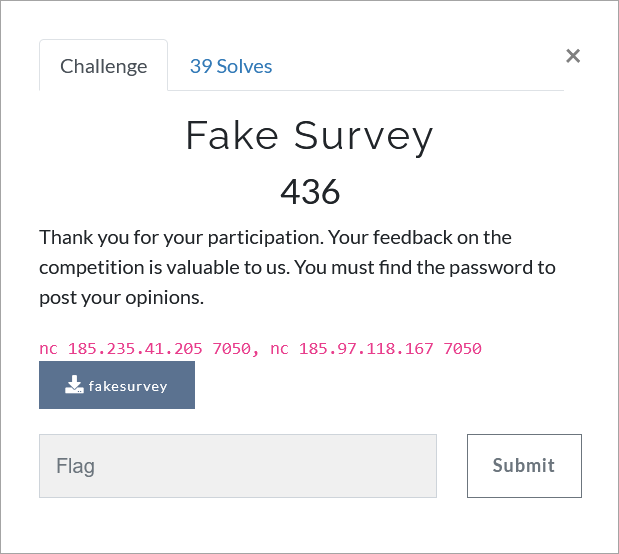 Challenge
39 Solves
×
Fake Survey
436
Thank you for your participation. Your feedback on the
competition is valuable to us. You must find the password to
post your opinions.
nc 185.235.41.205 7050, nc 185.97.118.167 7050
fakesurvey
Flag
Submit